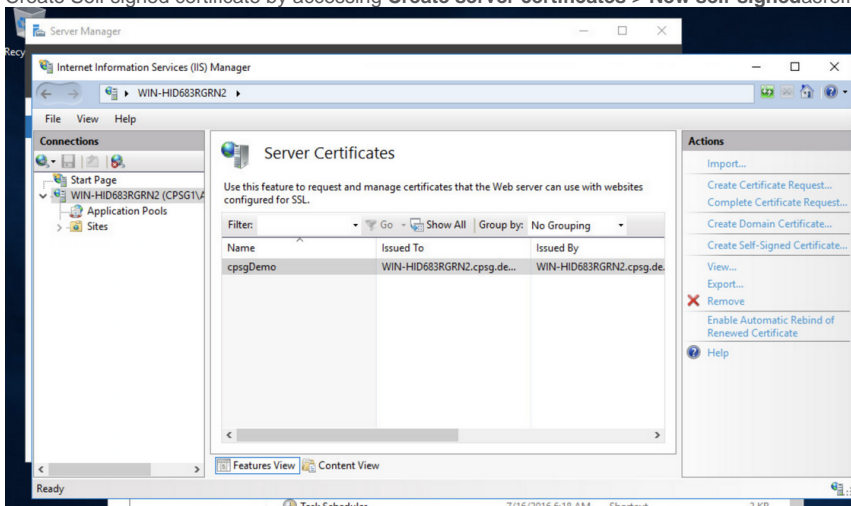 Create Self signed certificate by accessing Create server certificates > New self-signed
Server Manager
Recy
Internet Information Services (IIS) Manager
WIN-HID683RGRN2
File View Help
Connections
Start Page
WIN-HID683RGRN2 (CPSG1\A
Application Pools
Sites
Server Certificates
Use this feature to request and manage certificates that the Web server can use with websites
configured for SSL.
Filter: Go Show All Group by: No Grouping
Name Issued To Issued By
cpsgDemo WIN-HID683RGRN2.cpsg.de... WIN-HID683RGRN2.cpsg.de.
Features View Content View
Ready
Actions
Import...
Create Certificate Request...
Complete Certificate Request...
Create Domain Certificate...
Create Self-Signed Certificate...
View...
Export...
Remove
Enable Automatic Rebind of
Renewed Certificate
Help
Task Scheduler 7/16/2016 6:18 AM Shortcut 2 KB